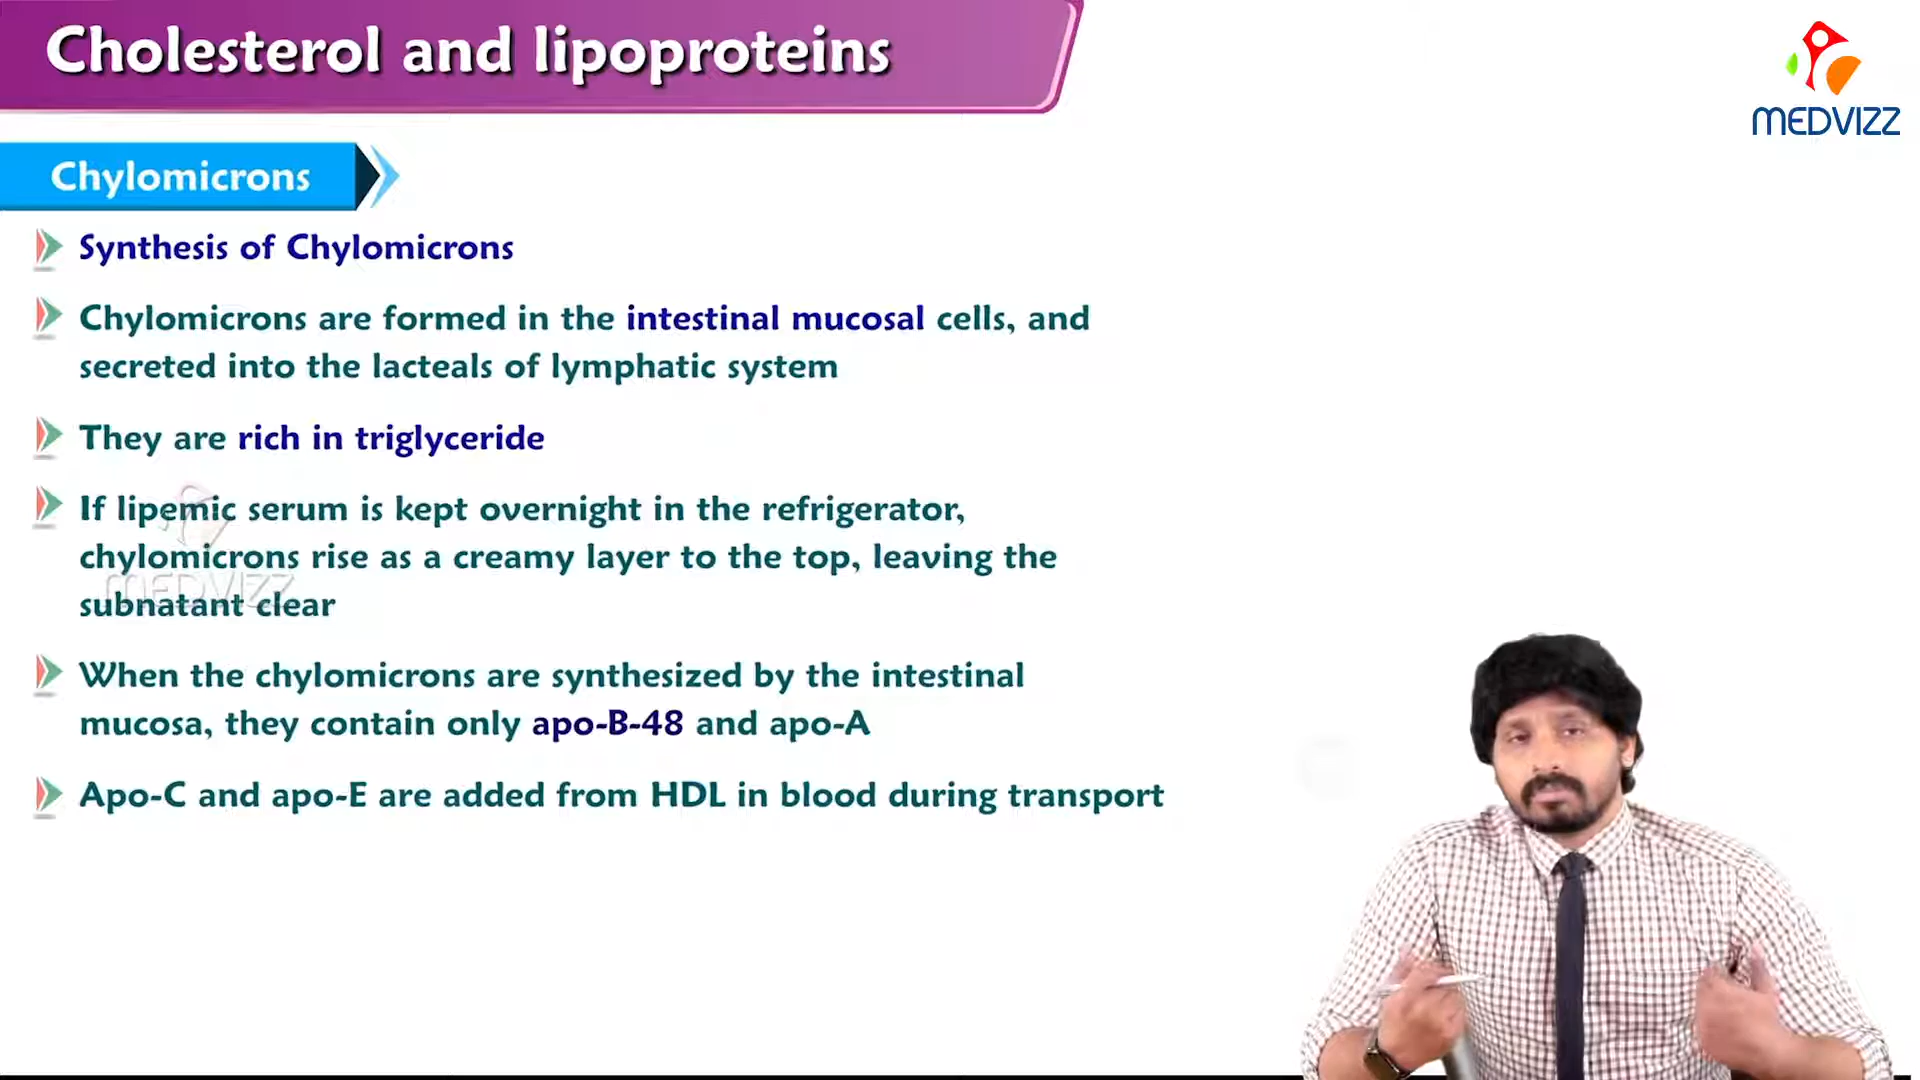 Cholesterol and lipoproteins
MEDVIZZ
Chylomicrons
Synthesis of Chylomicrons
Chylomicrons are formed in the intestinal mucosal cells, and
secreted into the lacteals of lymphatic system
They are rich in triglyceride
If lipemic serum is kept overnight in the refrigerator,
chylomicrons rise as a creamy layer to the top, leaving the
subnatant clear
MEDVIZZ
When the chylomicrons are synthesized by the intestinal
mucosa, they contain only apo-B-48 and apo-A
Apo-C and apo-E are added from HDL in blood during transport